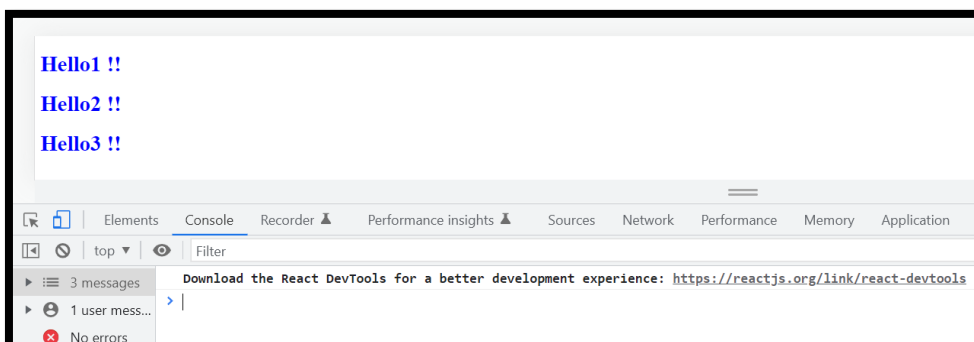 Hello1 !!
Hello2 !!
Hello3 !!
Elements Console Recorder Performance insights Sources Network Performance Memory Application
top ▼ Filter
3 messages
Download the React DevTools for a better development experience: https://reactjs.org/link/react-devtools
1 user mess...
No errors